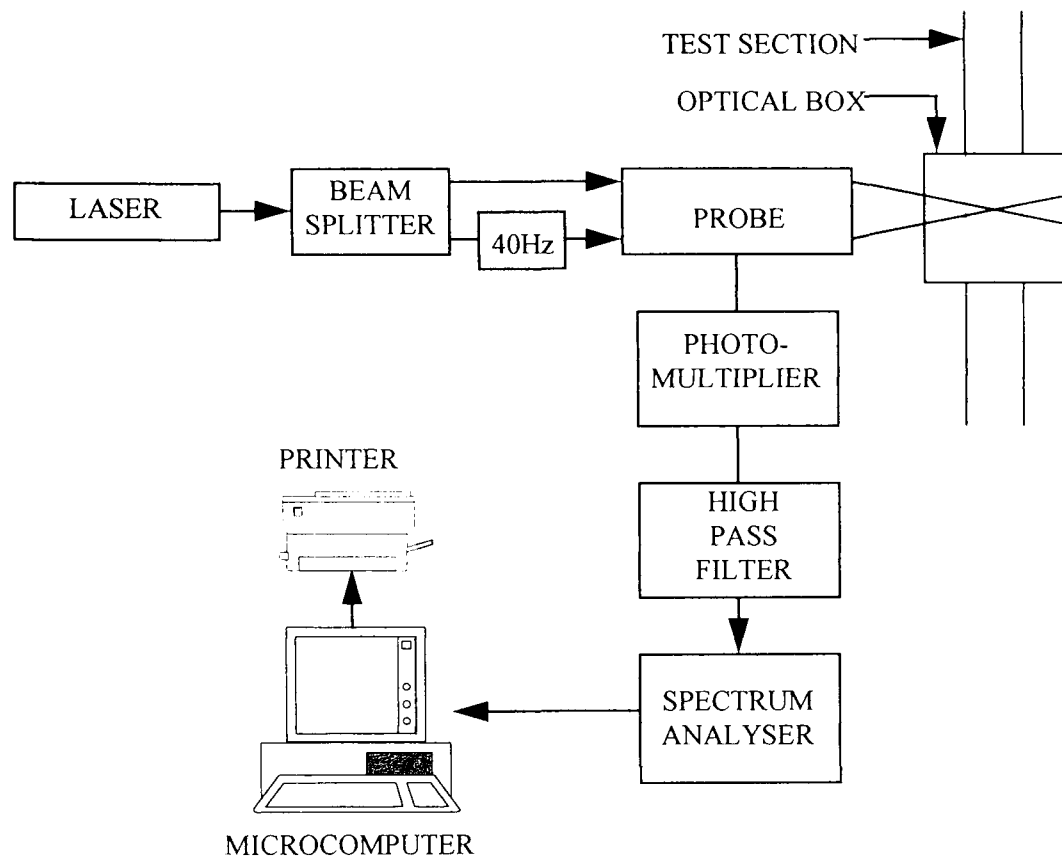 TEST SECTION
OPTICAL BOX
LASER
BEAM
SPLITTER
40Hz
PROBE
PHOTO-
MULTIPLIER
PRINTER
HIGH
PASS
FILTER
SPECTRUM
ANALYSER
MICROCOMPUTER